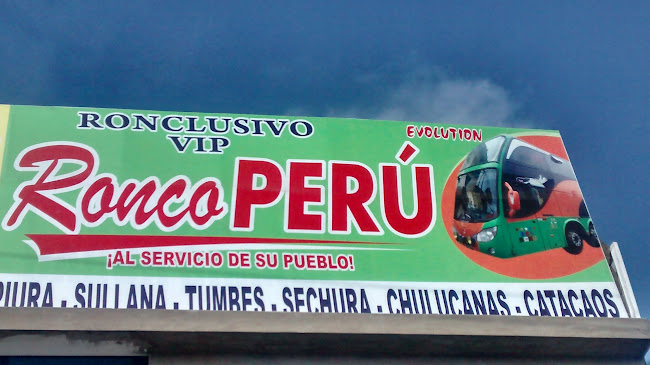 RONCLUSIVO
VIP
EVOLUTION
Ronco PERÚ
¡AL SERVICIO DE SU PUEBLO!
PIURA - SULLANA - TUMBES - SECHURA - CHULUCANAS - CATACAOS